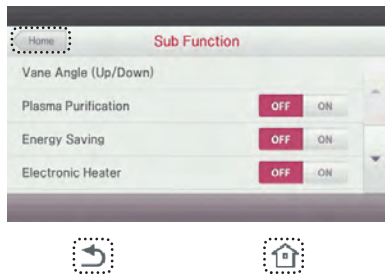 Home
Sub Function
Vane Angle (Up/Down)
Plasma Purification OFF ON
Energy Saving OFF ON
Electronic Heater OFF ON